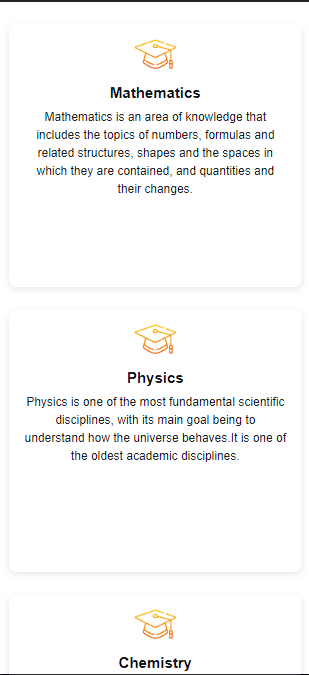 Mathematics
Mathematics is an area of knowledge that
includes the topics of numbers, formulas and
related structures, shapes and the spaces in
which they are contained, and quantities and
their changes.
Physics
Physics is one of the most fundamental scientific
disciplines, with its main goal being to
understand how the universe behaves.It is one of
the oldest academic disciplines.
Chemistry